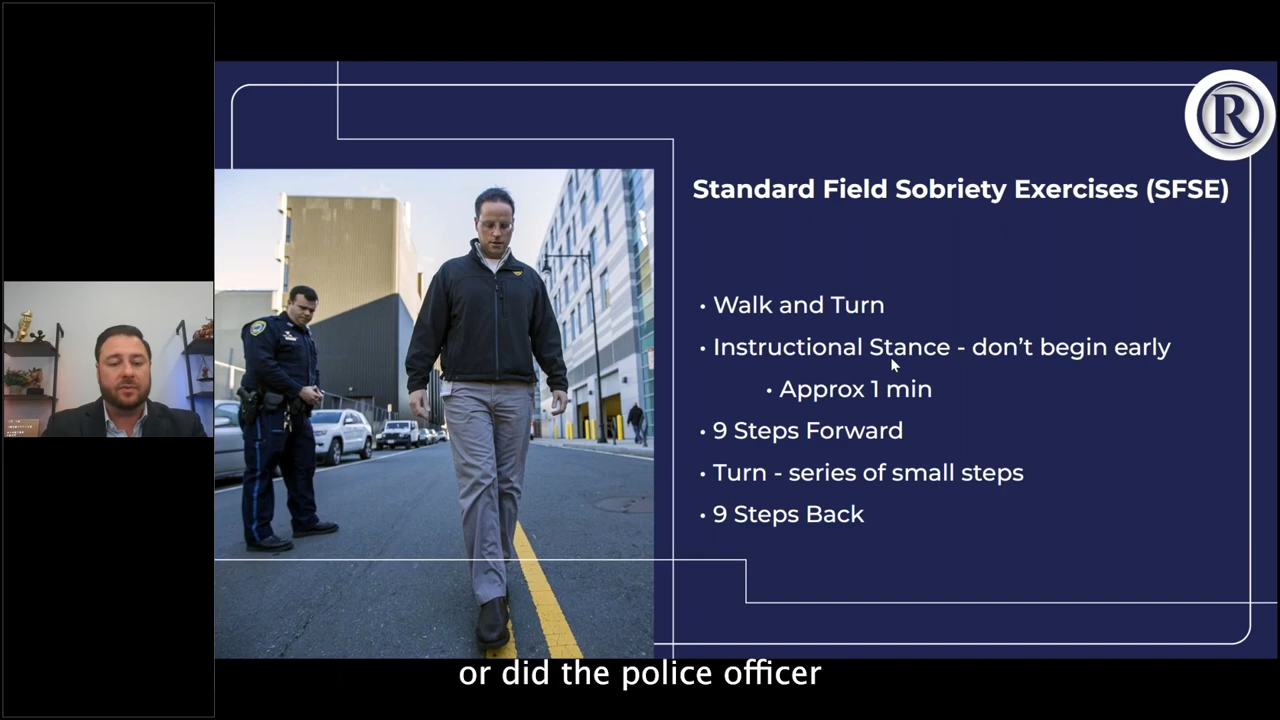 R
Standard Field Sobriety Exercises (SFSE)
• Walk and Turn
• Instructional Stance - don’t begin early
• Approx 1 min
• 9 Steps Forward
• Turn - series of small steps
• 9 Steps Back
or did the police officer